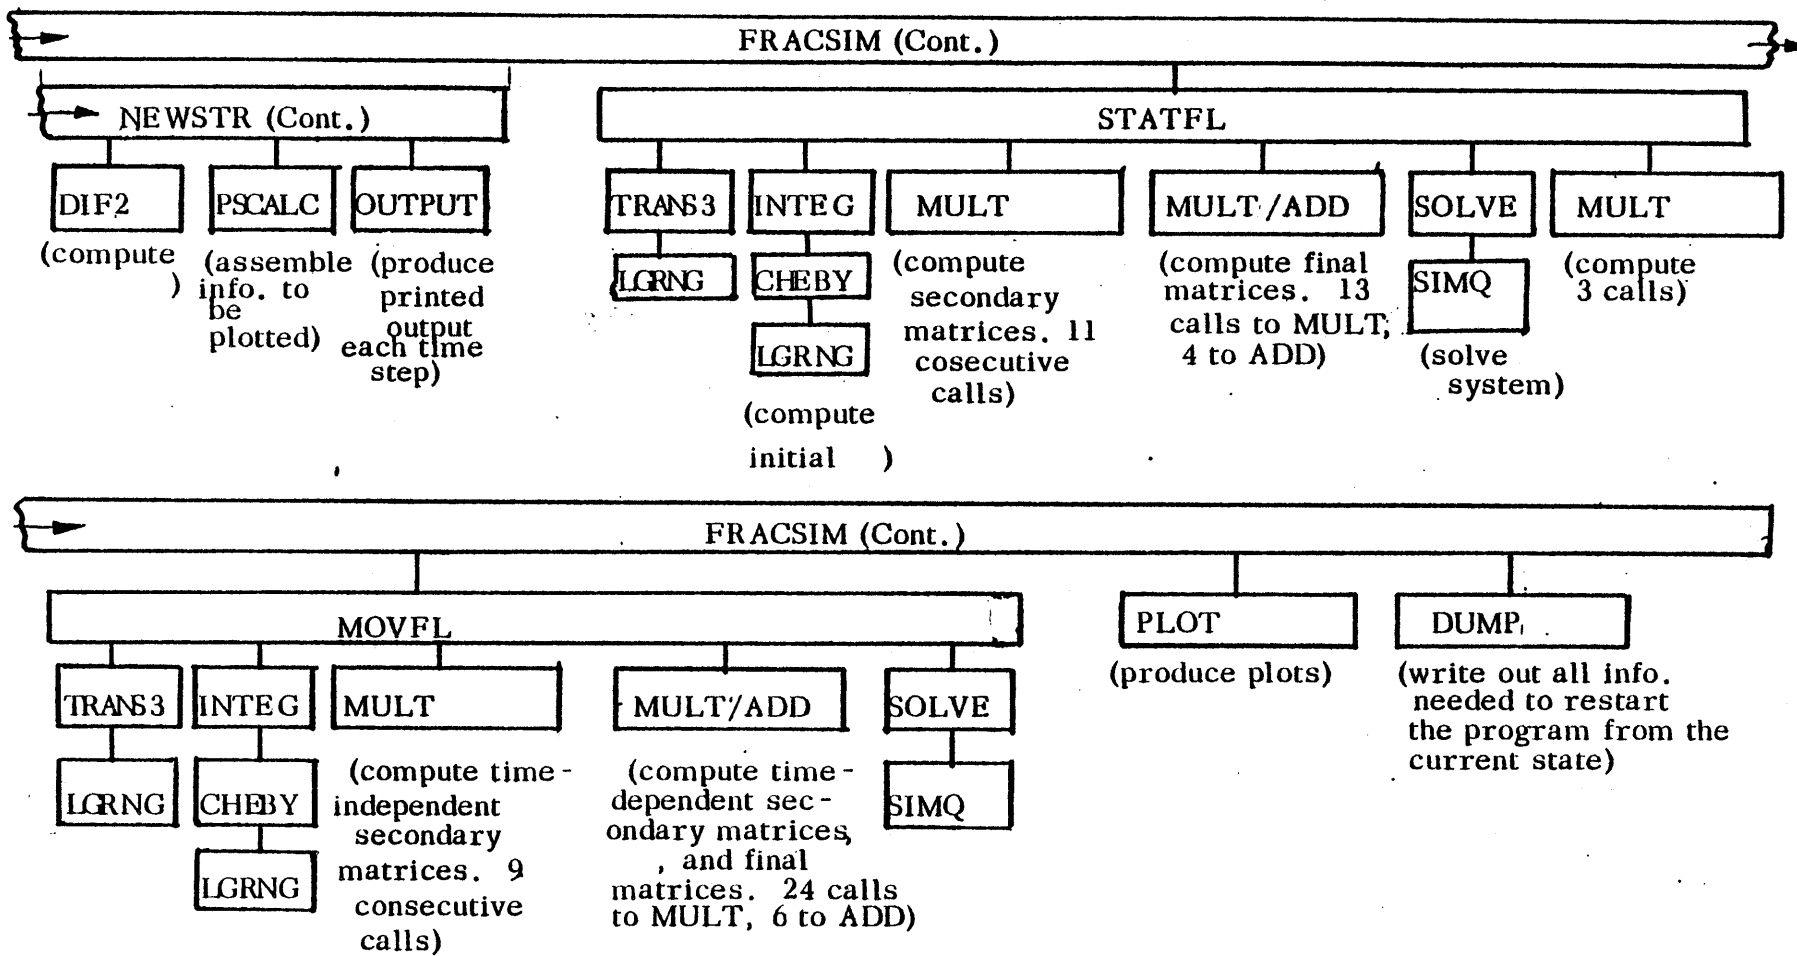 FRACSIM (Cont.)
NEWSTR (Cont.)
STATFL
DIF2
PSCALC
OUTPUT
TRANS3
INTEG
MULT
MULT/ADD
SOLVE
MULT
(compute
)
(assemble
info. to
be
plotted)
(produce
printed
output
each time
step)
LGRNG
CHEBY
LGRNG
(compute
initial )
(compute
secondary
matrices. 11
cosecutive
calls)
(compute final
matrices. 13
calls to MULT,
4 to ADD)
SIMQ
(solve
system)
(compute
3 calls)
FRACSIM (Cont.)
MOVFL
PLOT
DUMP
(produce plots)
(write out all info.
needed to restart
the program from the
current state)
TRANS3
INTEG
MULT
MULT/ADD
SOLVE
LGRNG
CHEBY
LGRNG
(compute time-
independent
secondary
matrices. 9
consecutive
calls)
(compute time-
dependent sec-
ondary matrices,
, and final
matrices. 24 calls
to MULT, 6 to ADD)
SIMQ